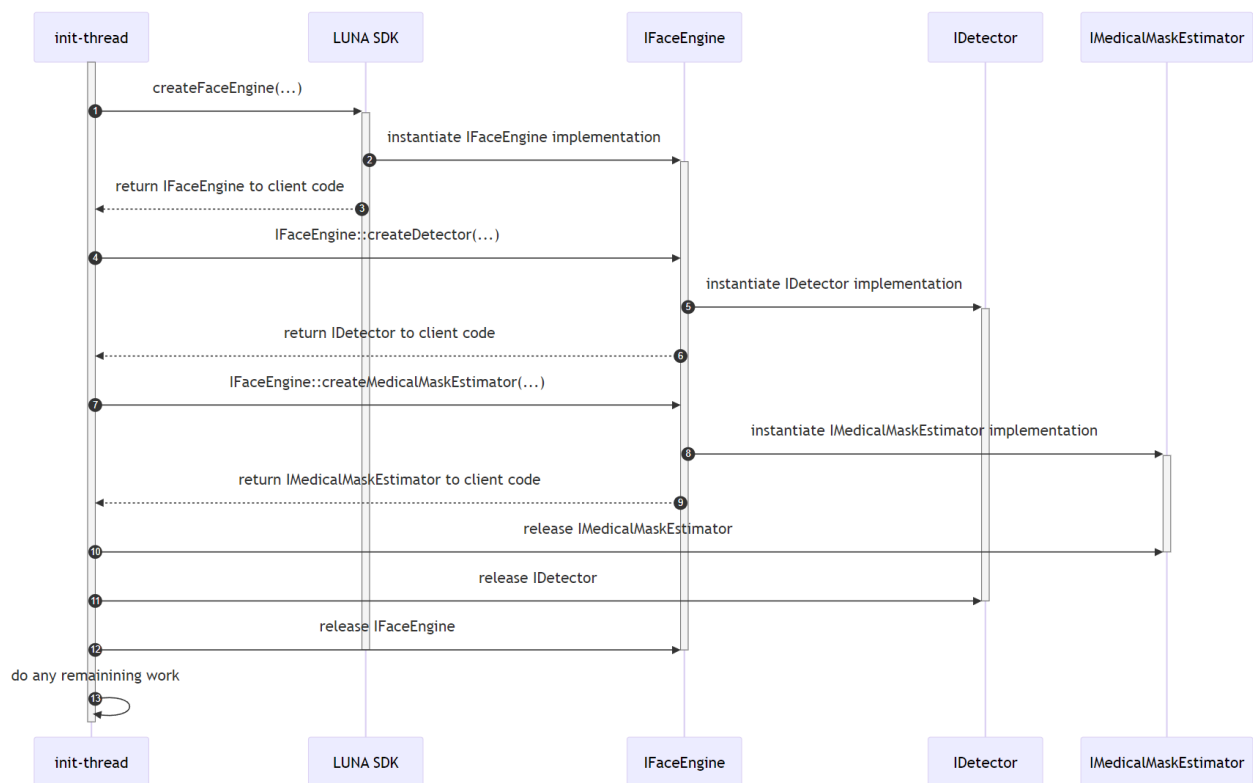 init-thread
LUNA SDK
IFaceEngine
IDetector
IMedicalMaskEstimator
createFaceEngine(...)
1
instantiate IFaceEngine implementation
2
return IFaceEngine to client code
3
IFaceEngine::createDetector(...)
4
instantiate IDetector implementation
5
return IDetector to client code
6
IFaceEngine::createMedicalMaskEstimator(...)
7
instantiate IMedicalMaskEstimator implementation
8
return IMedicalMaskEstimator to client code
9
release IMedicalMaskEstimator
10
release IDetector
11
release IFaceEngine
12
do any remainining work
13
init-thread
LUNA SDK
IFaceEngine
IDetector
IMedicalMaskEstimator